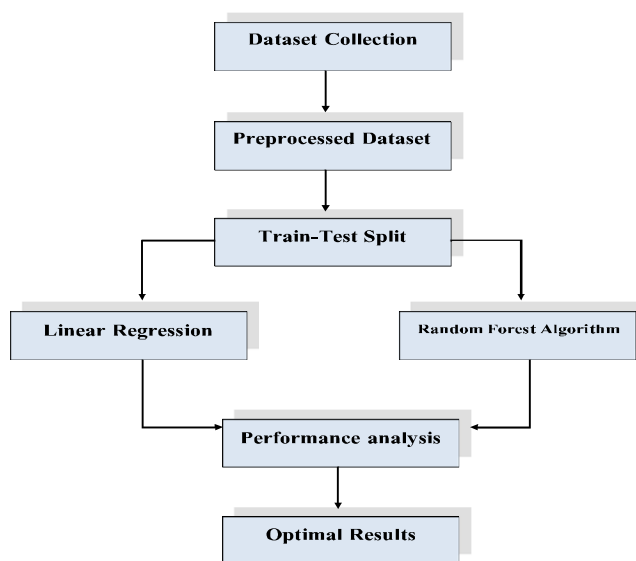 Dataset Collection
Preprocessed Dataset
Train-Test Split
Linear Regression
Random Forest Algorithm
Performance analysis
Optimal Results